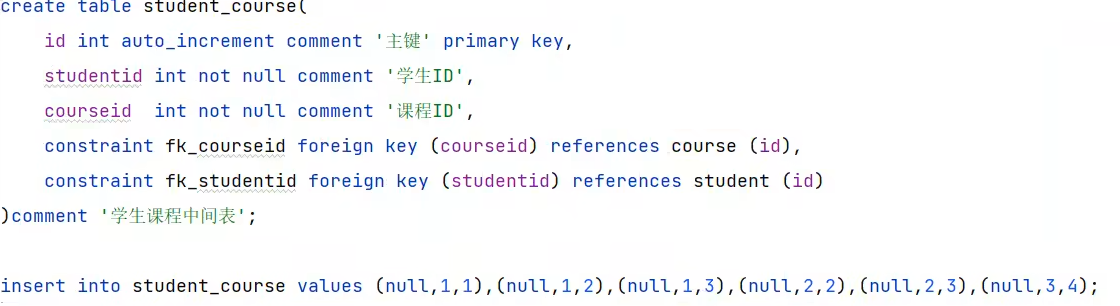 create table student_course(
    id int auto_increment comment '主键' primary key,
    studentid int not null comment '学生ID',
    courseid  int not null comment '课程ID',
    constraint fk_courseid foreign key (courseid) references course (id),
    constraint fk_studentid foreign key (studentid) references student (id)
)comment '学生课程中间表';
insert into student_course values (null,1,1),(null,1,2),(null,1,3),(null,2,2),(null,2,3),(null,3,4);